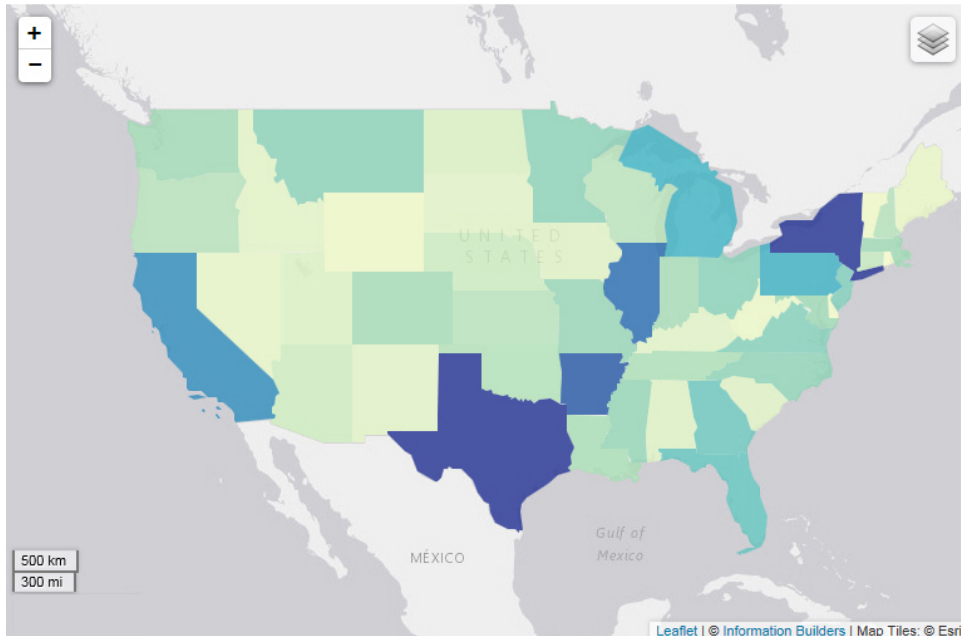 +
−
UNITED
STATES
Gulf of
Mexico
MÉXICO
500 km
300 mi
Leaflet | © Information Builders | Map Tiles: © Esri